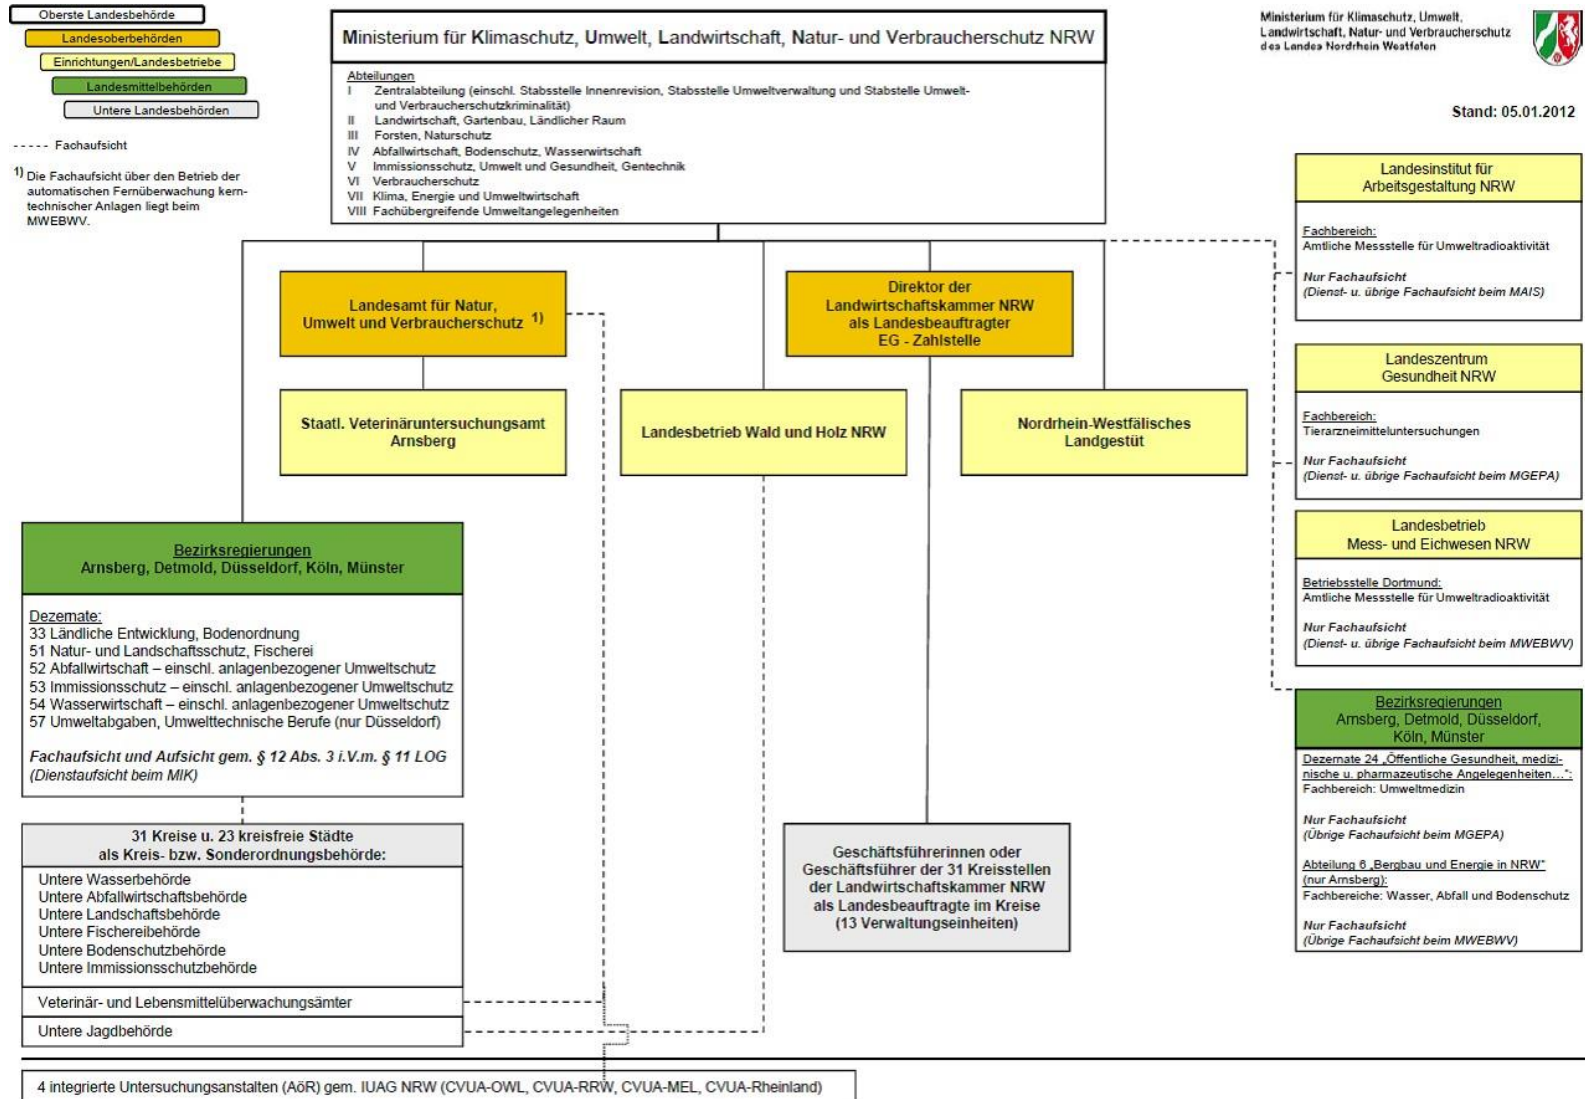 Oberste Landesbehörde
Landesoberbehörden
Einrichtungen/Landesbetriebe
Landesmittelbehörden
Untere Landesbehörden
----- Fachaufsicht
1) Die Fachaufsicht über den Betrieb der
automatischen Fernüberwachung kern-
technischer Anlagen liegt beim
MWEBWV.
Ministerium für Klimaschutz, Umwelt, Landwirtschaft, Natur- und Verbraucherschutz NRW
Abteilungen
I Zentralabteilung (einschl. Stabsstelle Innenrevision, Stabsstelle Umweltverwaltung und Stabstelle Umwelt-
und Verbraucherschutzkriminalität)
II Landwirtschaft, Gartenbau, Ländlicher Raum
III Forsten, Naturschutz
IV Abfallwirtschaft, Bodenschutz, Wasserwirtschaft
V Immissionsschutz, Umwelt und Gesundheit, Gentechnik
VI Verbraucherschutz
VII Klima, Energie und Umweltwirtschaft
VIII Fachübergreifende Umweltangelegenheiten
Ministerium für Klimaschutz, Umwelt,
Landwirtschaft, Natur- und Verbraucherschutz
des Landes Nordrhein Westfalen
Stand: 05.01.2012
Landesamt für Natur,
Umwelt und Verbraucherschutz 1)
Direktor der
Landwirtschaftskammer NRW
als Landesbeauftragter
EG - Zahlstelle
Staatl. Veterinäruntersuchungsamt
Arnsberg
Landesbetrieb Wald und Holz NRW
Nordrhein-Westfälisches
Landgestüt
Bezirksregierungen
Arnsberg, Detmold, Düsseldorf, Köln, Münster
Dezernate:
33 Ländliche Entwicklung, Bodenordnung
51 Natur- und Landschaftsschutz, Fischerei
52 Abfallwirtschaft – einschl. anlagenbezogener Umweltschutz
53 Immissionsschutz – einschl. anlagenbezogener Umweltschutz
54 Wasserwirtschaft – einschl. anlagenbezogener Umweltschutz
57 Umweltabgaben, Umwelttechnische Berufe (nur Düsseldorf)
Fachaufsicht und Aufsicht gem. § 12 Abs. 3 i.V.m. § 11 LOG
(Dienstaufsicht beim MIK)
31 Kreise u. 23 kreisfreie Städte
als Kreis- bzw. Sonderordnungsbehörde:
Untere Wasserbehörde
Untere Abfallwirtschaftsbehörde
Untere Landschaftsbehörde
Untere Fischereibehörde
Untere Bodenschutzbehörde
Untere Immissionsschutzbehörde
Veterinär- und Lebensmittelüberwachungsämter
Untere Jagdbehörde
Geschäftsführerinnen oder
Geschäftsführer der 31 Kreisstellen
der Landwirtschaftskammer NRW
als Landesbeauftragte im Kreise
(13 Verwaltungseinheiten)
Landesinstitut für
Arbeitsgestaltung NRW
Fachbereich:
Amtliche Messstelle für Umweltradioaktivität
Nur Fachaufsicht
(Dienst- u. übrige Fachaufsicht beim MAIS)
Landeszentrum
Gesundheit NRW
Fachbereich:
Tierarzneimitteluntersuchungen
Nur Fachaufsicht
(Dienst- u. übrige Fachaufsicht beim MGEPA)
Landesbetrieb
Mess- und Eichwesen NRW
Betriebsstelle Dortmund:
Amtliche Messstelle für Umweltradioaktivität
Nur Fachaufsicht
(Dienst- u. übrige Fachaufsicht beim MWEBWV)
Bezirksregierungen
Arnsberg, Detmold, Düsseldorf,
Köln, Münster
Dezernate 24 „Öffentliche Gesundheit, medizi-
nische u. pharmazeutische Angelegenheiten…“:
Fachbereich: Umweltmedizin
Nur Fachaufsicht
(Übrige Fachaufsicht beim MGEPA)
Abteilung 6 „Bergbau und Energie in NRW"
(nur Arnsberg):
Fachbereiche: Wasser, Abfall und Bodenschutz
Nur Fachaufsicht
(Übrige Fachaufsicht beim MWEBWV)
4 integrierte Untersuchungsanstalten (AöR) gem. IUAG NRW (CVUA-OWL, CVUA-RRW, CVUA-MEL, CVUA-Rheinland)